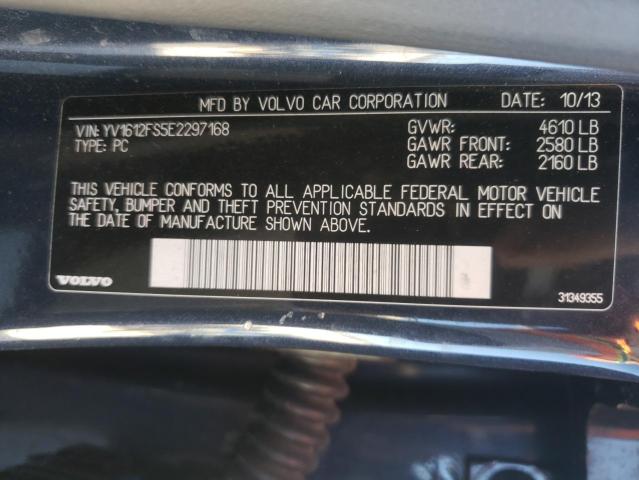 MFD BY VOLVO CAR CORPORATION DATE: 10/13
VIN: YV1612FS5E2297168 GVWR: 4610 LB
TYPE: PC GAWR FRONT: 2580 LB
GAWR REAR: 2160 LB
THIS VEHICLE CONFORMS TO ALL APPLICABLE FEDERAL MOTOR VEHICLE
SAFETY, BUMPER AND THEFT PREVENTION STANDARDS IN EFFECT ON
THE DATE OF MANUFACTURE SHOWN ABOVE.
VOLVO 31349355